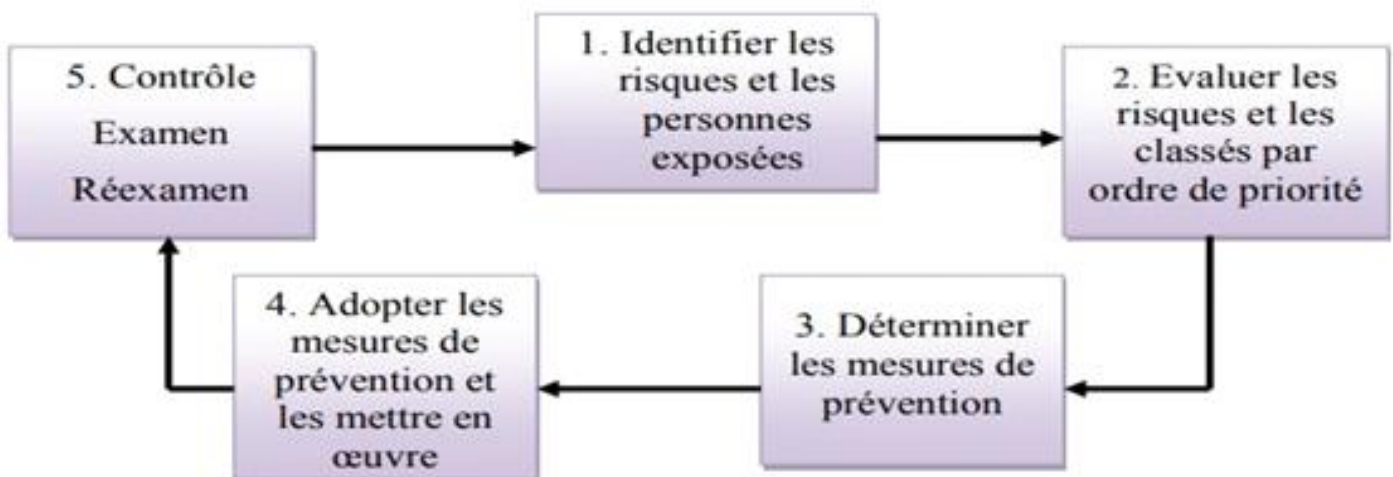 1. Identifier les
risques et les
personnes
exposées
2. Evaluer les
risques et les
classés par
ordre de priorité
3. Déterminer
les mesures de
prévention
4. Adopter les
mesures de
prévention et
les mettre en
œuvre
5. Contrôle
Examen
Réexamen